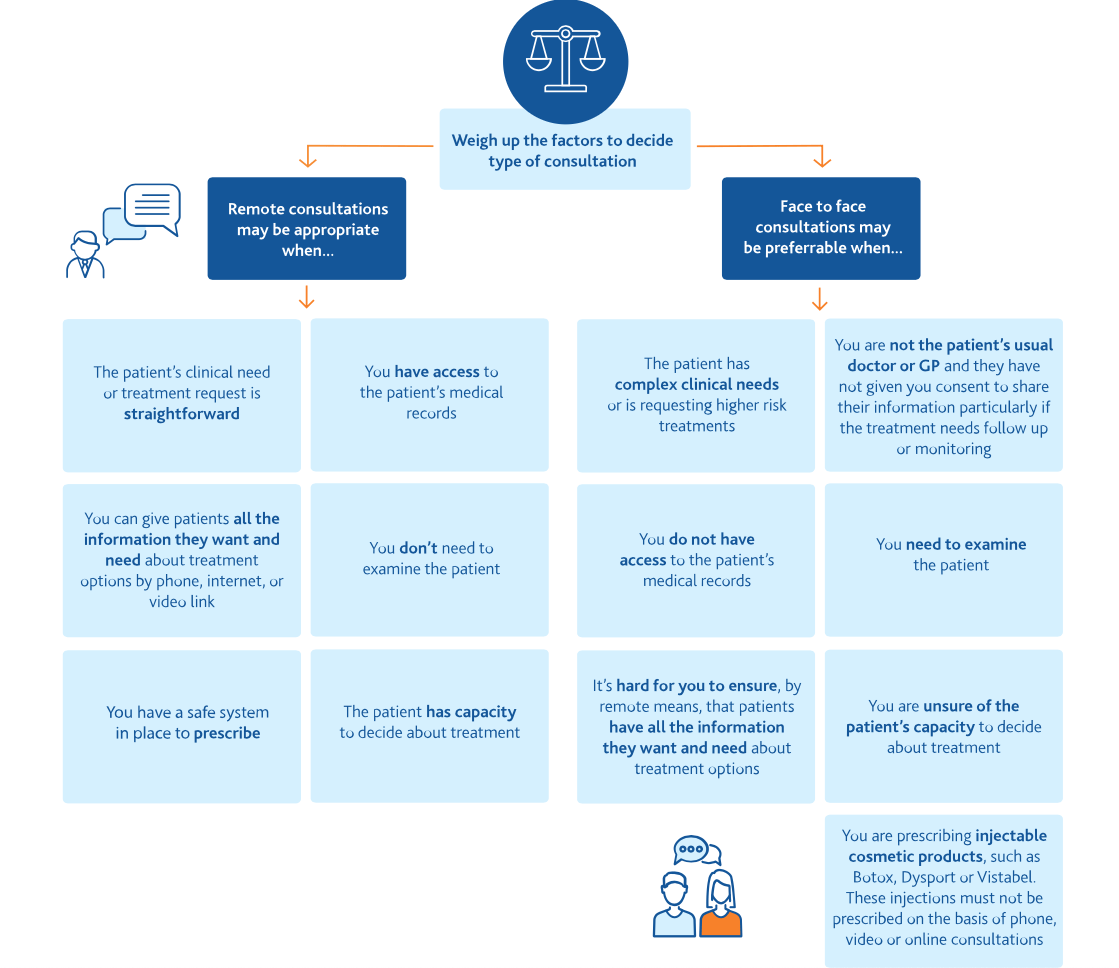 Weigh up the factors to decide
type of consultation
Remote consultations
may be appropriate
when...
Face to face
consultations may
be preferrable when...
The patient's clinical need
or treatment request is
straightforward
You have access to
the patient's medical
records
The patient has
complex clinical needs
or is requesting higher risk
treatments
You are not the patient's usual
doctor or GP and they have
not given you consent to share
their information particularly if
the treatment needs follow up
or monitoring
You can give patients all the
information they want and
need about treatment
options by phone, internet, or
video link
You don't need to
examine the patient
You do not have
access to the patient's
medical records
You need to examine
the patient
You have a safe system
in place to prescribe
The patient has capacity
to decide about treatment
It's hard for you to ensure, by
remote means, that patients
have all the information
they want and need about
treatment options
You are unsure of the
patient's capacity to decide
about treatment
You are prescribing injectable
cosmetic products, such as
Botox, Dysport or Vistabel.
These injections must not be
prescribed on the basis of phone,
video or online consultations